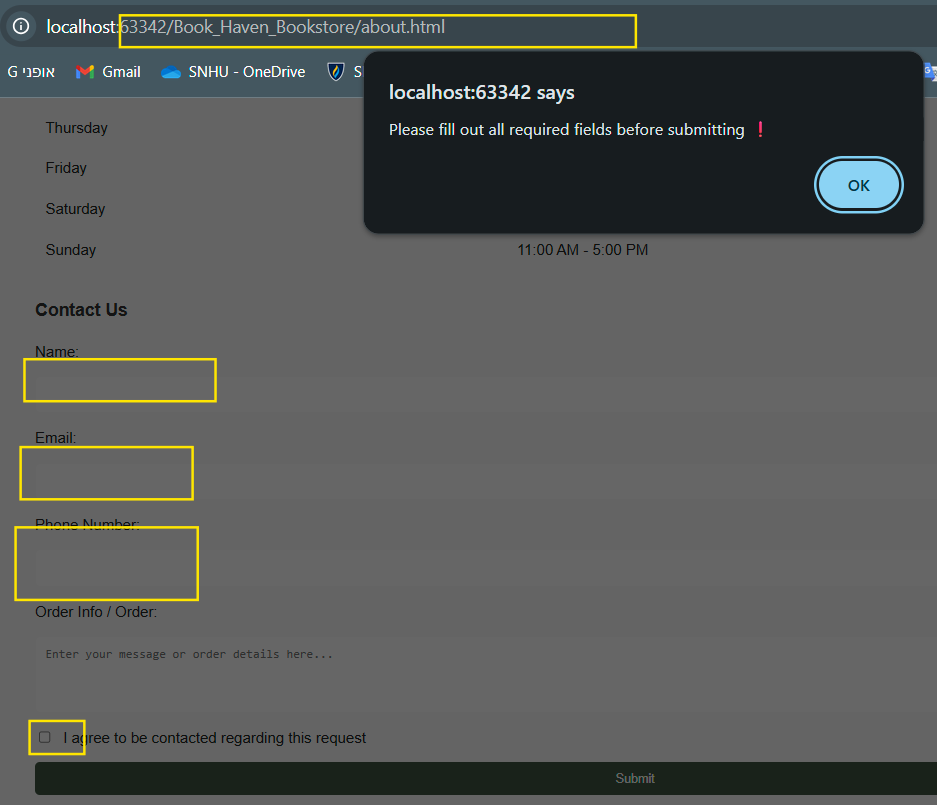 localhost:63342/Book_Haven_Bookstore/about.html
G אופני Gmail SNHU - OneDrive S
localhost:63342 says
Please fill out all required fields before submitting ❗
OK
Thursday
Friday
Saturday
Sunday 11:00 AM - 5:00 PM
Contact Us
Name:
Email:
Phone Number:
Order Info / Order:
Enter your message or order details here...
I agree to be contacted regarding this request
Submit